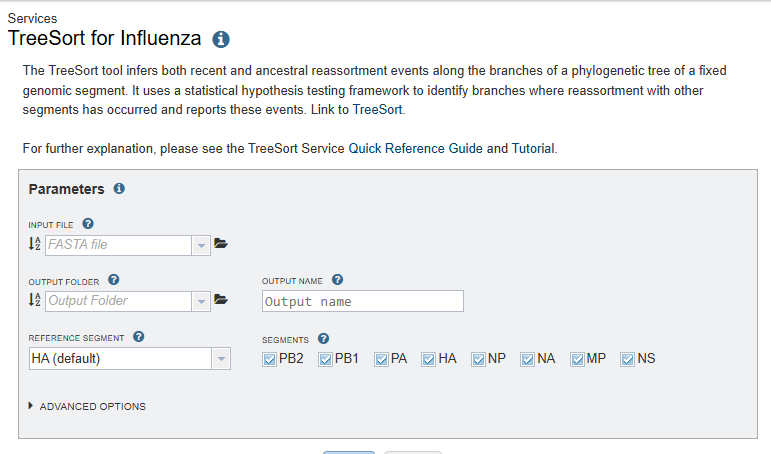 Services
TreeSort for Influenza
The TreeSort tool infers both recent and ancestral reassortment events along the branches of a phylogenetic tree of a fixed
genomic segment. It uses a statistical hypothesis testing framework to identify branches where reassortment with other
segments has occurred and reports these events. Link to TreeSort.
For further explanation, please see the TreeSort Service Quick Reference Guide and Tutorial.
Parameters
INPUT FILE
FASTA file
OUTPUT FOLDER OUTPUT NAME
Output Folder Output name
REFERENCE SEGMENT SEGMENTS
HA (default) PB2 PB1 PA HA NP NA MP NS
ADVANCED OPTIONS